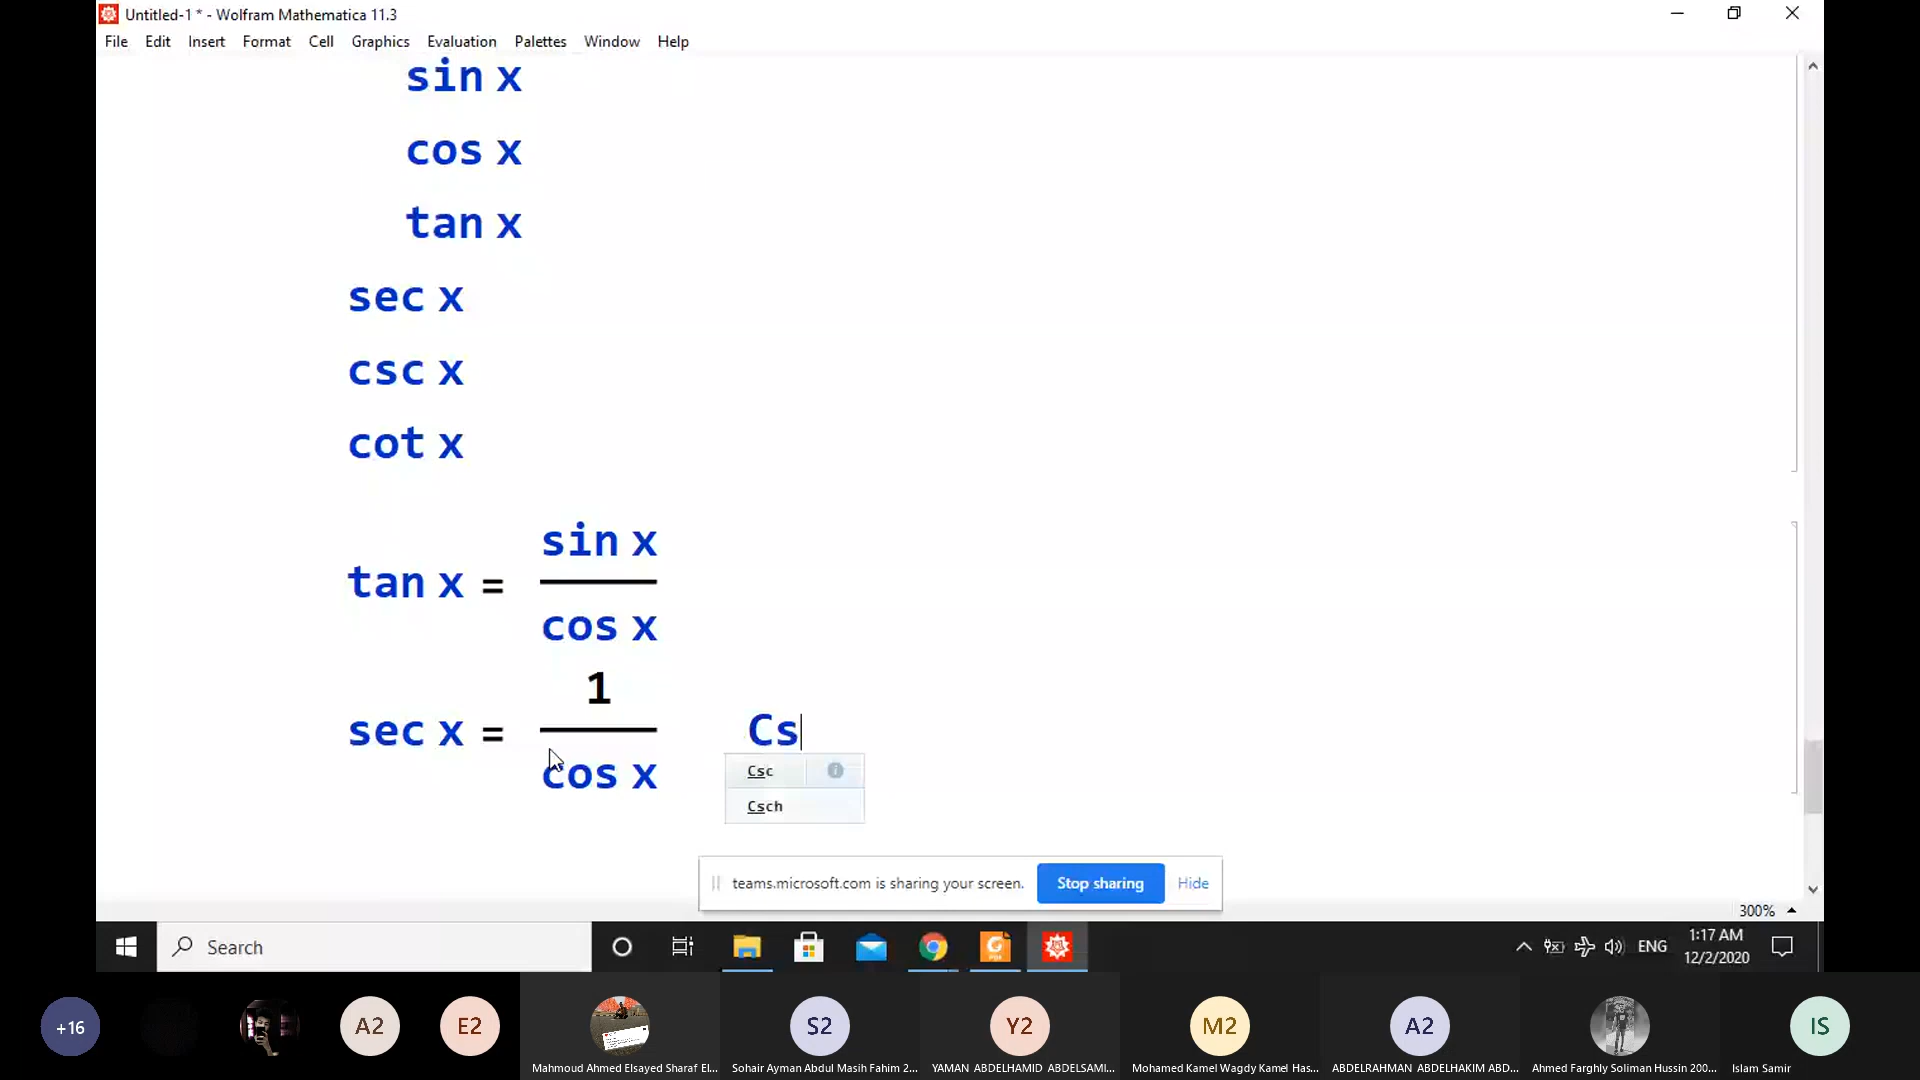 Untitled-1 * - Wolfram Mathematica 11.3
File Edit Insert Format Cell Graphics Evaluation Palettes Window Help
sin x
cos x
tan x
sec x
csc x
cot x
sin x
tan x =
cos x
1
sec x = Cs
cos x
Csc
Csch
teams.microsoft.com is sharing your screen. Stop sharing Hide
300%
Search
ENG
1:17 AM
12/2/2020
+16 A2 E2 S2 Y2 M2 A2 IS
Mahmoud Ahmed Elsayed Sharaf El... Sohair Ayman Abdul Masih Fahim 2... YAMAN ABDELHAMID ABDELSAMI... Mohamed Kamel Wagdy Kamel Has... ABDELRAHMAN ABDELHAKIM ABD... Ahmed Farghly Soliman Hussin 200... Islam Samir